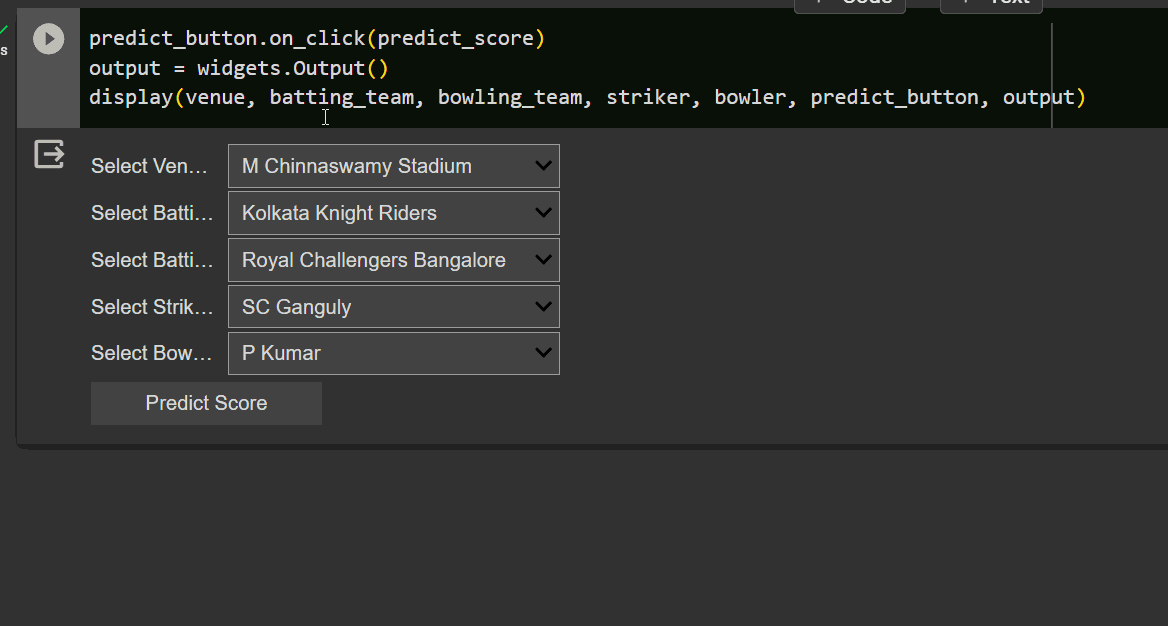 + Code + Text
s
predict_button.on_click(predict_score)
output = widgets.Output()
display(venue, batting_team, bowling_team, striker, bowler, predict_button, output)
Select Ven... M Chinnaswamy Stadium
Select Batti... Kolkata Knight Riders
Select Batti... Royal Challengers Bangalore
Select Strik... SC Ganguly
Select Bow... P Kumar
Predict Score